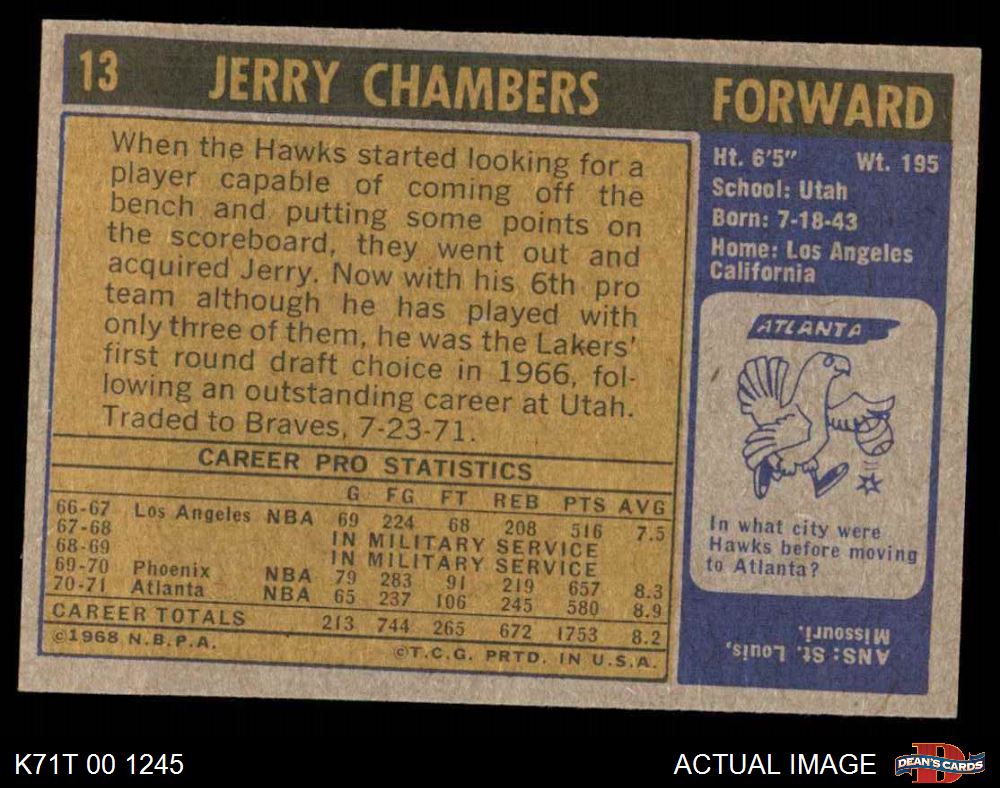 13 JERRY CHAMBERS FORWARD
When the Hawks started looking for a
player capable of coming off the
bench and putting some points on
the scoreboard, they went out and
acquired Jerry. Now with his 6th pro
team although he has played with
only three of them, he was the Lakers'
first round draft choice in 1966, fol-
lowing an outstanding career at Utah.
Traded to Braves, 7-23-71.
CAREER PRO STATISTICS
G FG FT REB PTS AVG
66-67 Los Angeles NBA 69 224 68 208 516 7.5
67-68 IN MILITARY SERVICE
68-69 IN MILITARY SERVICE
69-70 Phoenix NBA 79 283 91 219 657 8.3
70-71 Atlanta NBA 65 237 106 245 580 8.9
CAREER TOTALS 213 744 265 672 1753 8.2
©1968 N.B.P.A.
©T.C.G. PRTD. IN U.S.A.
Ht. 6'5" Wt. 195
School: Utah
Born: 7-18-43
Home: Los Angeles
California
ATLANTA
In what city were
Hawks before moving
to Atlanta?
ANS: St. Louis,
Missouri.
K71T 00 1245
ACTUAL IMAGE
D
DEAN'S CARDS